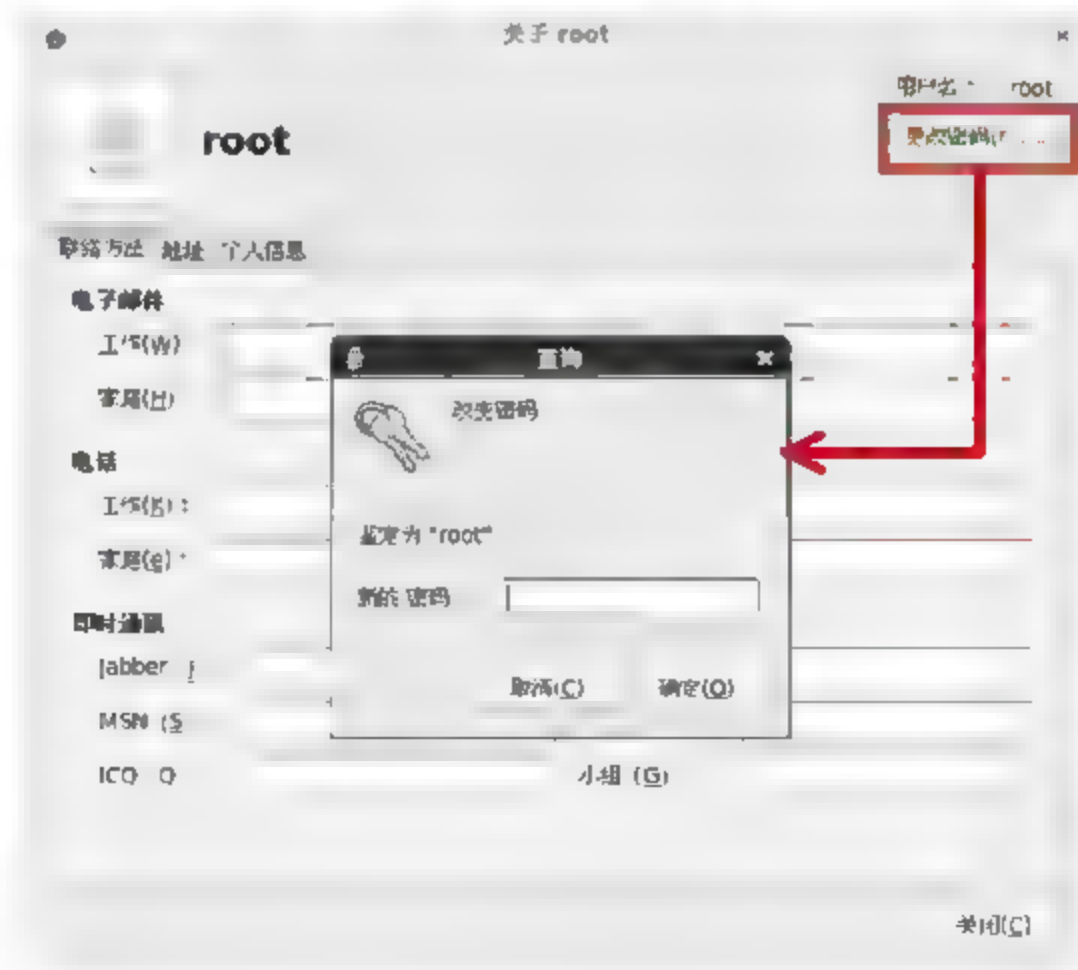 关于 root
用户名： root
root
更改密码(
联络方法 地址 个人信息
电子邮件
工作(W)
家庭(H)
查询
改变密码
电话
工作(K)：
鉴定为 "root"
家庭(e)：
新的 密码
即时通讯
Jabber j
取消(C) 确定(O)
MSN (S
ICQ Q 小组 (G)
关闭(C)